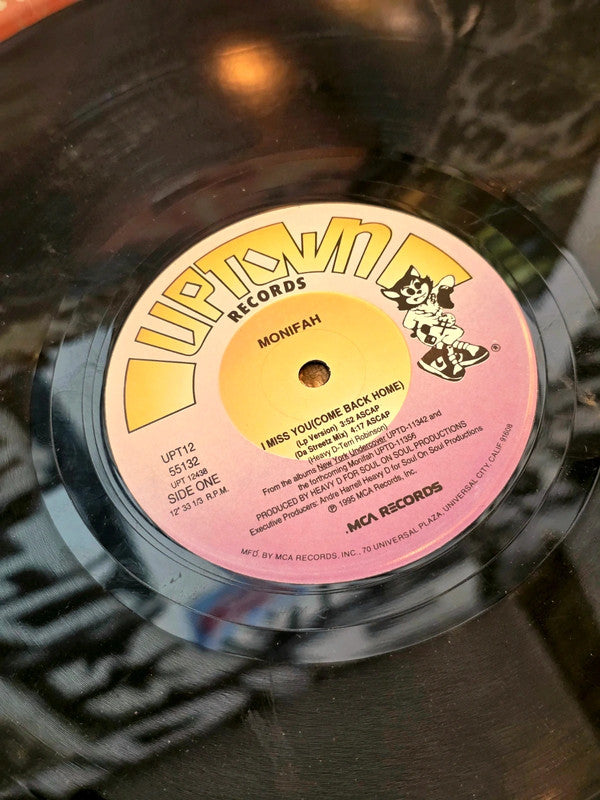 UPTOWN
RECORDS
MONIFAH
I MISS YOU(COME BACK HOME)
(Lp Version) 3:52 ASCAP
(Da Streetz Mix) 4:17 ASCAP
(Heavy D-Terri Robinson)
From the albums New York Undercover UPTD-11342 and
the forthcoming Monifah UPTD-11356
PRODUCED BY HEAVY D FOR SOUL ON SOUL PRODUCTIONS
Executive Producers: Andre Harrell Heavy D for Soul On Soul Productions
℗ 1995 MCA Records, Inc.
UPT12
55132
UPT 12438
SIDE ONE
12" 33 1/3 R.P.M.
.MCA RECORDS
®
MFD. BY MCA RECORDS, INC., 70 UNIVERSAL PLAZA, UNIVERSAL CITY, CALIF. 91608